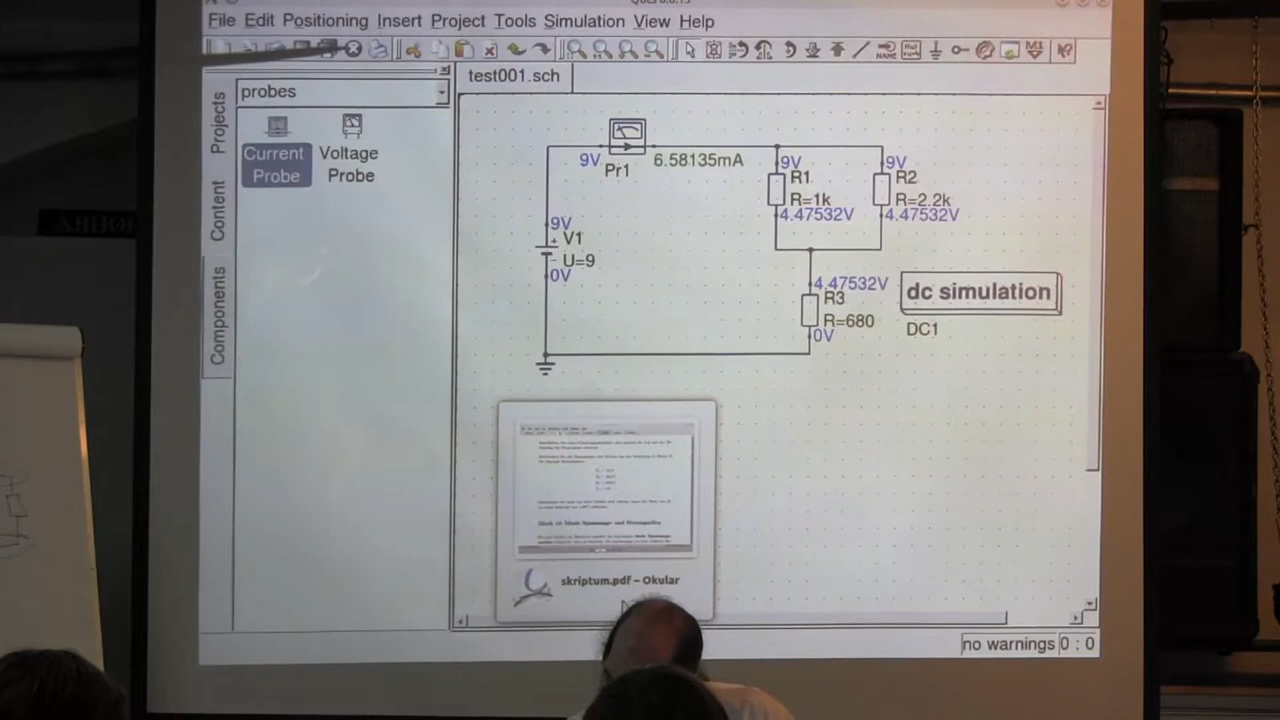 File Edit Positioning Insert Project Tools Simulation View Help
NAME
test001.sch
probes
Projects
Content
Components
Current Probe
Voltage Probe
9V
Pr1
6.58135mA
9V
R1
R=1k
4.47532V
9V
R2
R=2.2k
4.47532V
9V
V1
U=9
0V
4.47532V
R3
R=680
0V
dc simulation
DC1
skriptum.pdf – Okular
no warnings 0 : 0